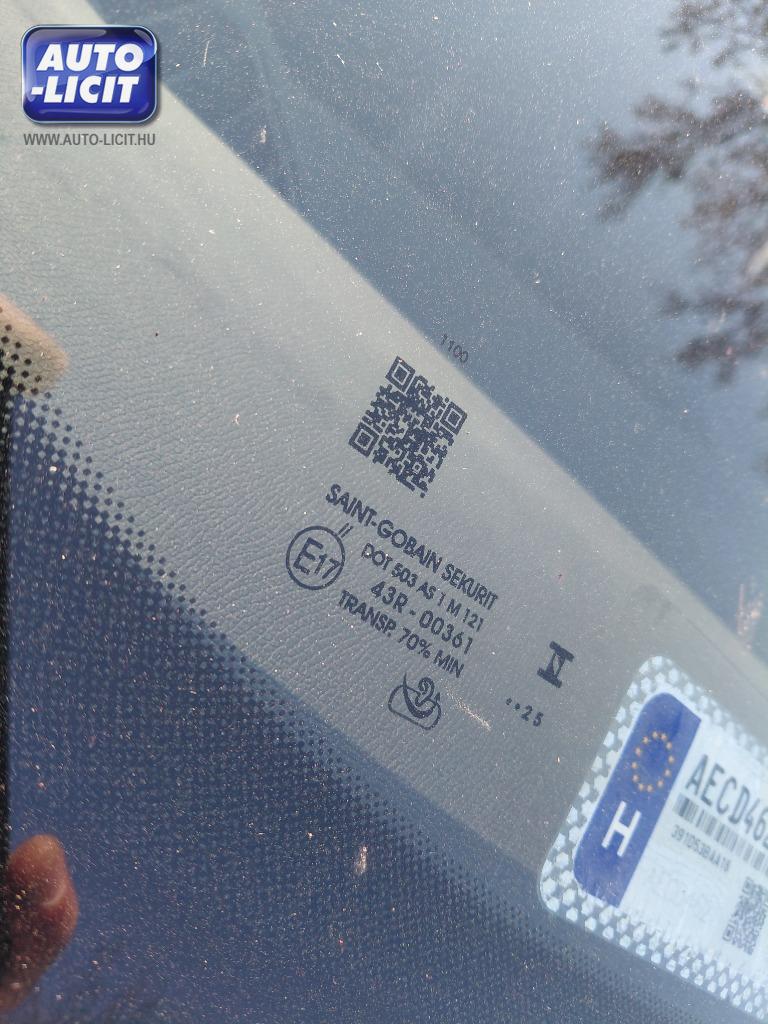 AUTO
-LICIT
WWW.AUTO-LICIT.HU
1100
SAINT-GOBAIN SEKURIT
//
E17
DOT 503 AS 1 M 121
43R - 00361
TRANSP. 70% MIN
..25
H
AECD46
391D53BAA16